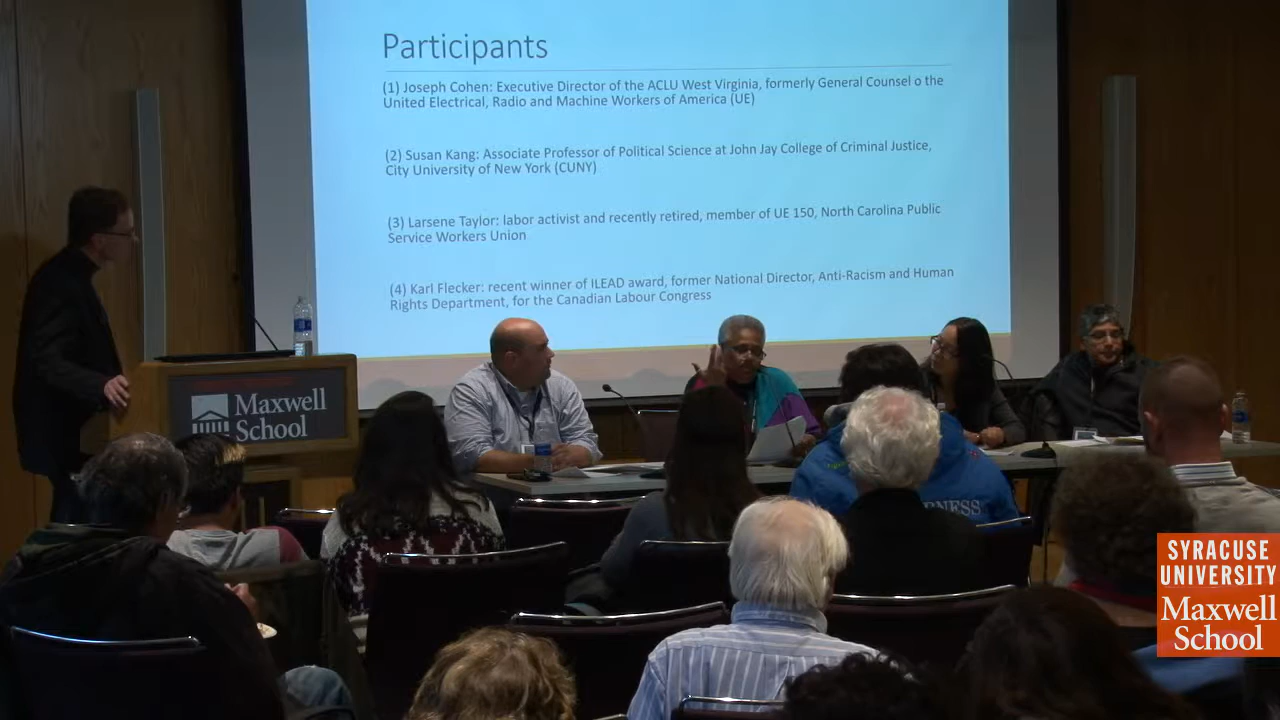 Participants
(1) Joseph Cohen: Executive Director of the ACLU West Virginia, formerly General Counsel o the
United Electrical, Radio and Machine Workers of America (UE)
(2) Susan Kang: Associate Professor of Political Science at John Jay College of Criminal Justice,
City University of New York (CUNY)
(3) Larsene Taylor: labor activist and recently retired, member of UE 150, North Carolina Public
Service Workers Union
(4) Karl Flecker: recent winner of ILEAD award, former National Director, Anti-Racism and Human
Rights Department, for the Canadian Labour Congress
Maxwell
School
SYRACUSE
UNIVERSITY
Maxwell
School